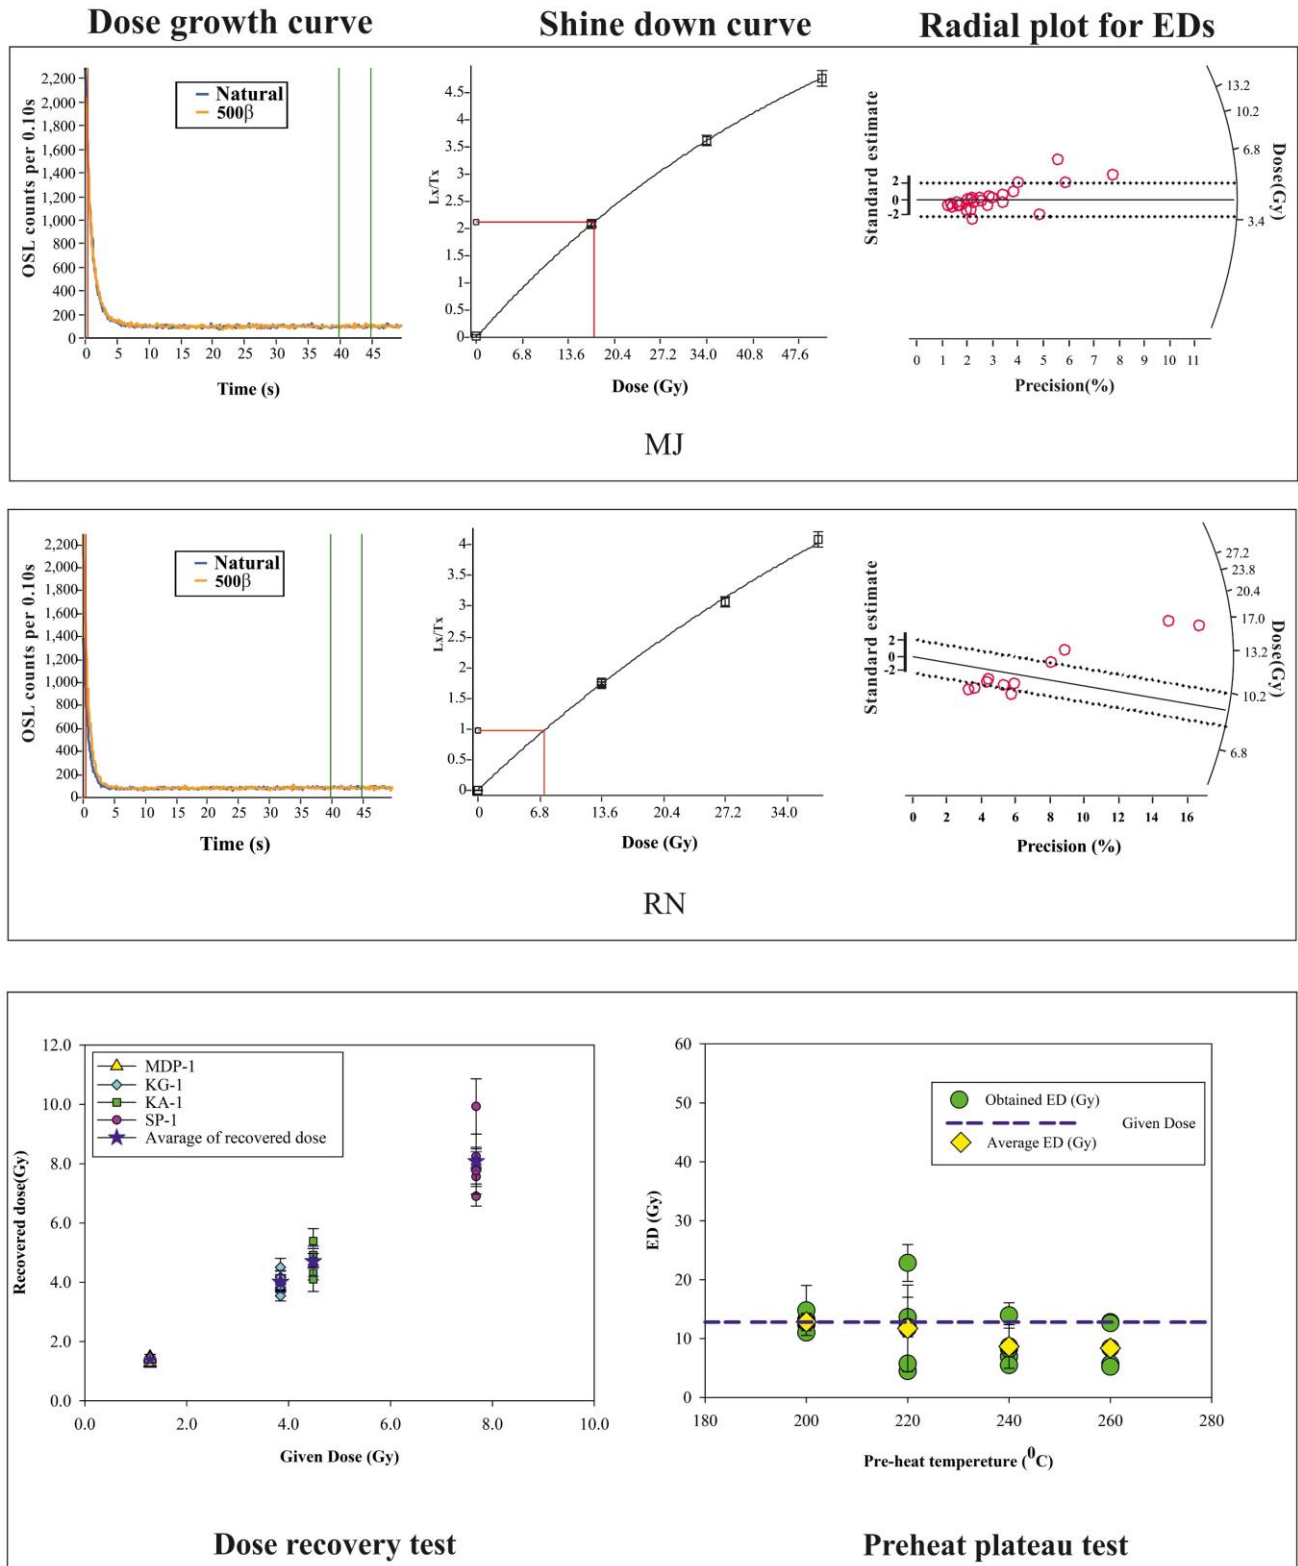 Dose growth curve
Shine down curve
Radial plot for EDs
OSL counts per 0.10s
2,200
2,000
1,800
1,600
1,400
1,200
1,000
800
600
400
200
0
Natural
500β
0 5 10 15 20 25 30 35 40 45
Time (s)
Lx/Tx
4.5
4
3.5
3
2.5
2
1.5
1
0.5
0
0 6.8 13.6 20.4 27.2 34.0 40.8 47.6
Dose (Gy)
Standard estimate
2
0
-2
13.2
10.2
6.8
3.4
Dose(Gy)
0 1 2 3 4 5 6 7 8 9 10 11
Precision(%)
MJ
OSL counts per 0.10s
2,200
2,000
1,800
1,600
1,400
1,200
1,000
800
600
400
200
0
Natural
500β
0 5 10 15 20 25 30 35 40 45
Time (s)
Lx/Tx
4
3.5
3
2.5
2
1.5
1
0.5
0
0 6.8 13.6 20.4 27.2 34.0
Dose (Gy)
Standard estimate
2
0
-2
27.2
23.8
20.4
17.0
13.2
10.2
6.8
Dose(Gy)
0 2 4 6 8 10 12 14 16
Precision (%)
RN
Recovered dose(Gy)
12.0
10.0
8.0
6.0
4.0
2.0
0.0
MDP-1
KG-1
KA-1
SP-1
Avarage of recovered dose
0.0 2.0 4.0 6.0 8.0 10.0
Given Dose (Gy)
Dose recovery test
ED (Gy)
60
50
40
30
20
10
0
Obtained ED (Gy)
Given Dose
Average ED (Gy)
180 200 220 240 260 280
Pre-heat tempereture (⁰C)
Preheat plateau test